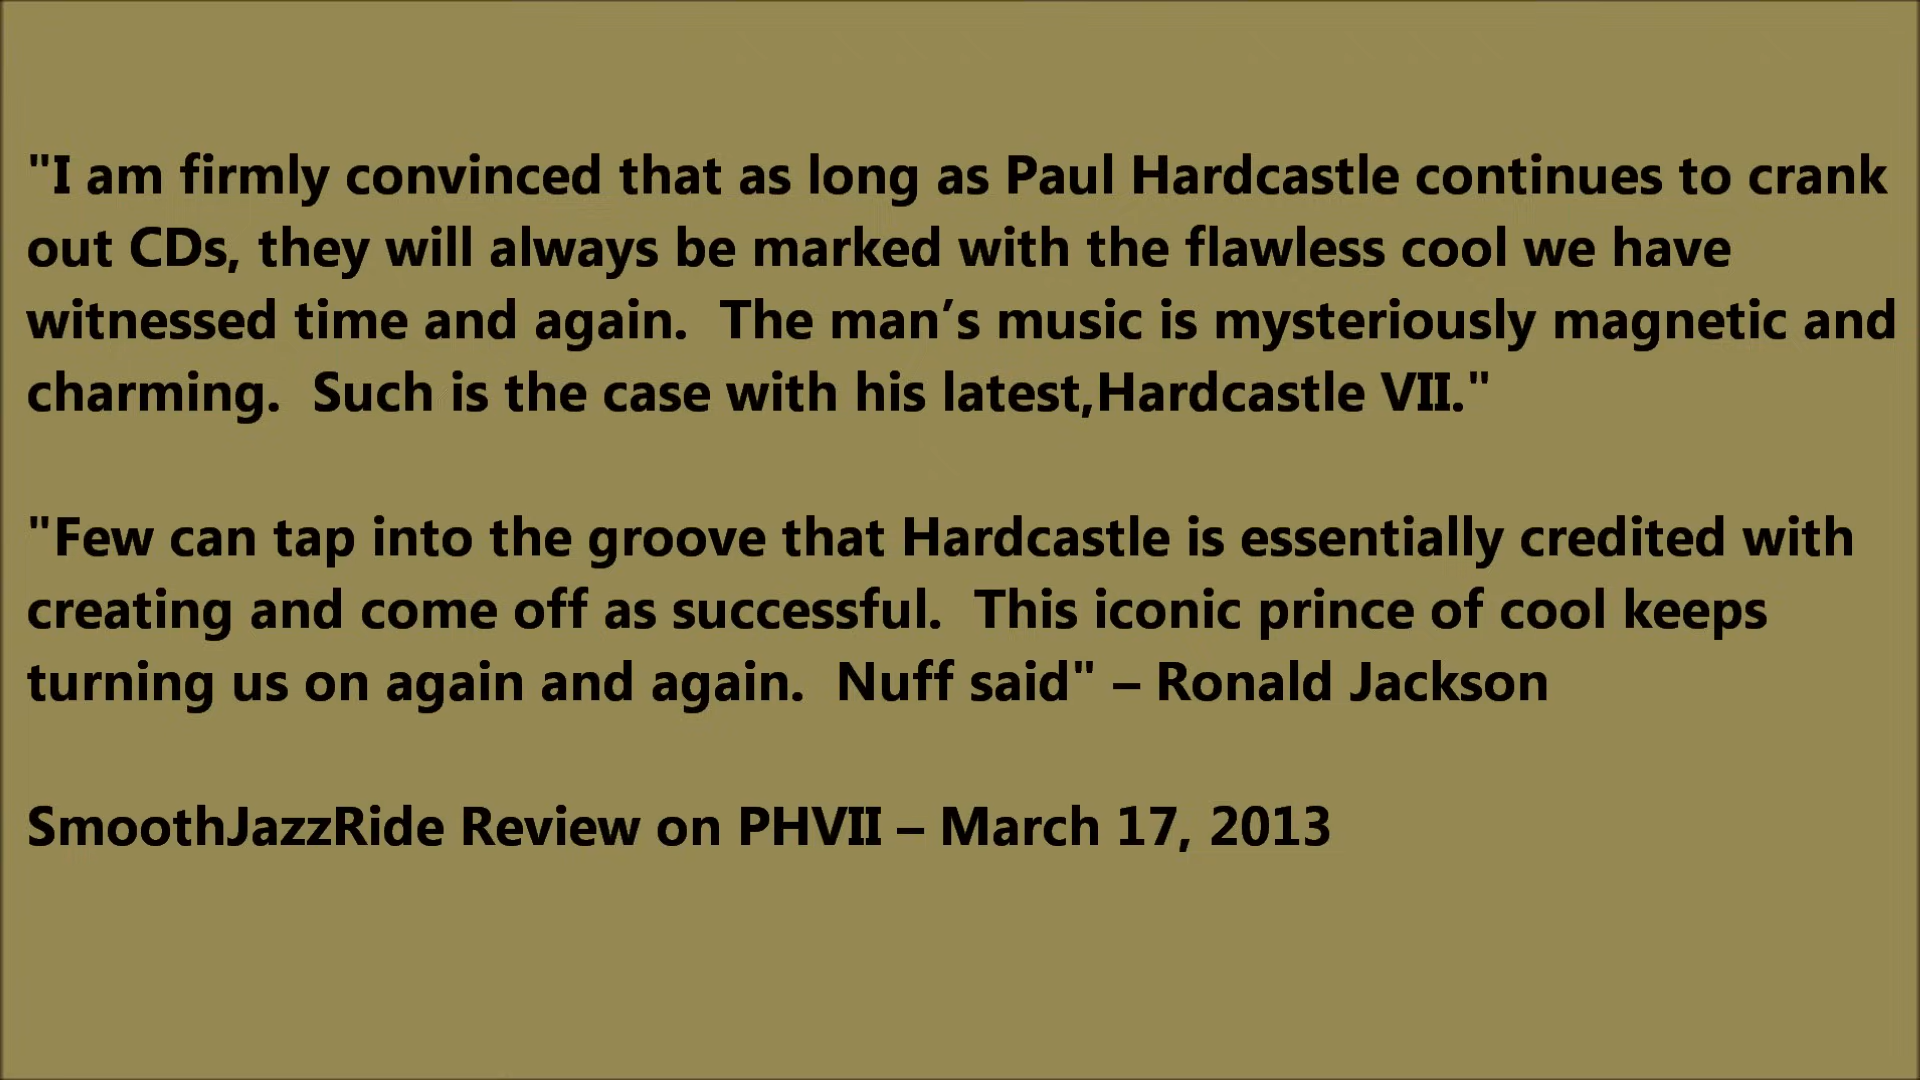 "I am firmly convinced that as long as Paul Hardcastle continues to crank
out CDs, they will always be marked with the flawless cool we have
witnessed time and again.  The man’s music is mysteriously magnetic and
charming.  Such is the case with his latest,Hardcastle VII."
"Few can tap into the groove that Hardcastle is essentially credited with
creating and come off as successful.  This iconic prince of cool keeps
turning us on again and again.  Nuff said" – Ronald Jackson
SmoothJazzRide Review on PHVII – March 17, 2013